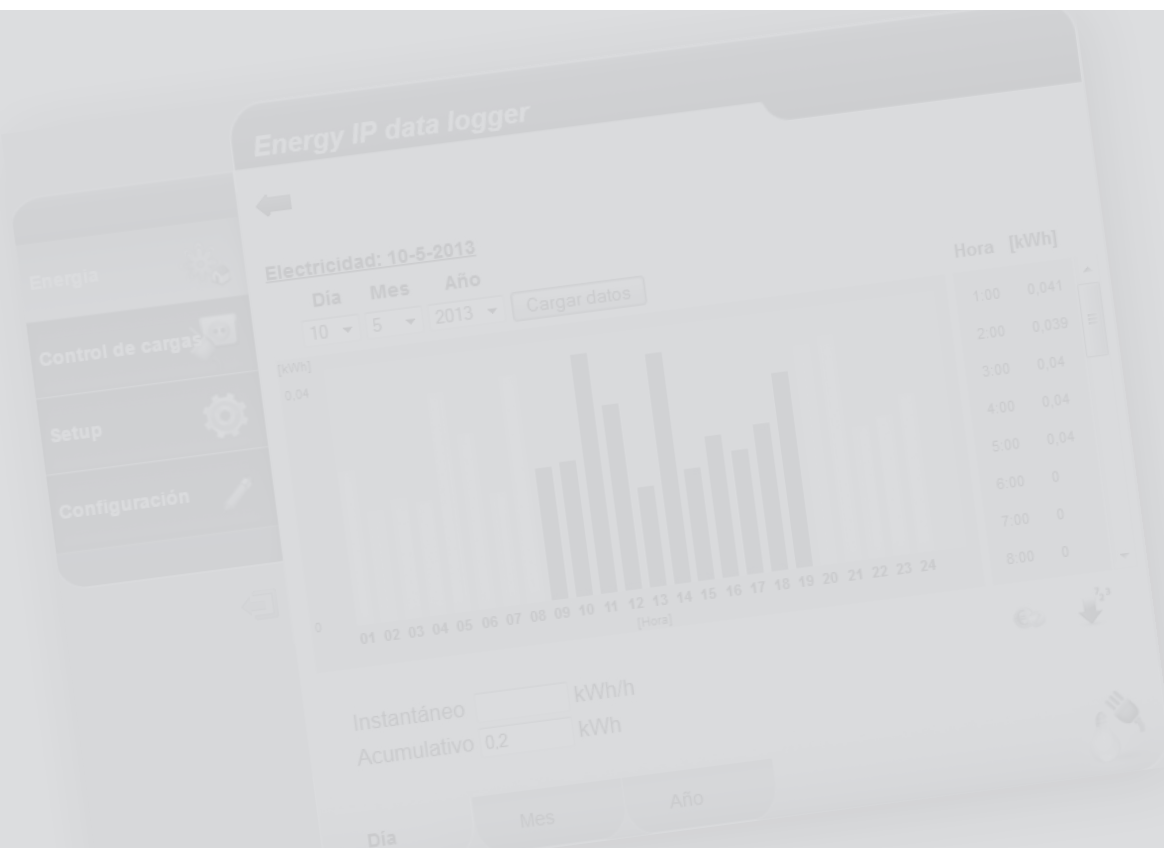 Energy IP data logger
Energía
Control de cargas
Setup
Configuración
Electricidad: 10-5-2013
Día Mes Año
10 5 2013 Cargar datos
[kWh]
0,04
0
01 02 03 04 05 06 07 08 09 10 11 12 13 14 15 16 17 18 19 20 21 22 23 24
[Hora]
Hora [kWh]
1:00 0,041
2:00 0,039
3:00 0,04
4:00 0,04
5:00 0,04
6:00 0
7:00 0
8:00 0
Instantáneo kWh/h
Acumulativo 0,2 kWh
Día Mes Año